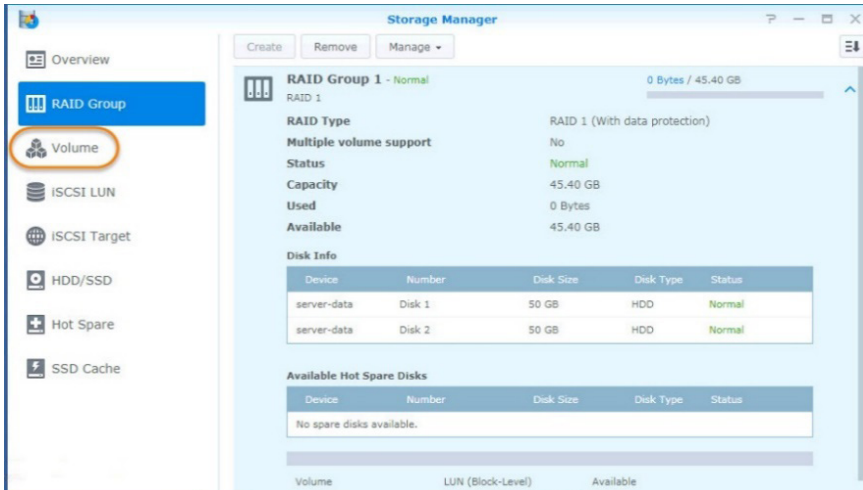 Storage Manager
Overview
RAID Group
Volume
iSCSI LUN
iSCSI Target
HDD/SSD
Hot Spare
SSD Cache
Create Remove Manage
RAID Group 1 - Normal 0 Bytes / 45.40 GB
RAID 1
RAID Type RAID 1 (With data protection)
Multiple volume support No
Status Normal
Capacity 45.40 GB
Used 0 Bytes
Available 45.40 GB
Disk Info
Device Number Disk Size Disk Type Status
server-data Disk 1 50 GB HDD Normal
server-data Disk 2 50 GB HDD Normal
Available Hot Spare Disks
Device Number Disk Size Disk Type Status
No spare disks available.
Volume LUN (Block-Level) Available